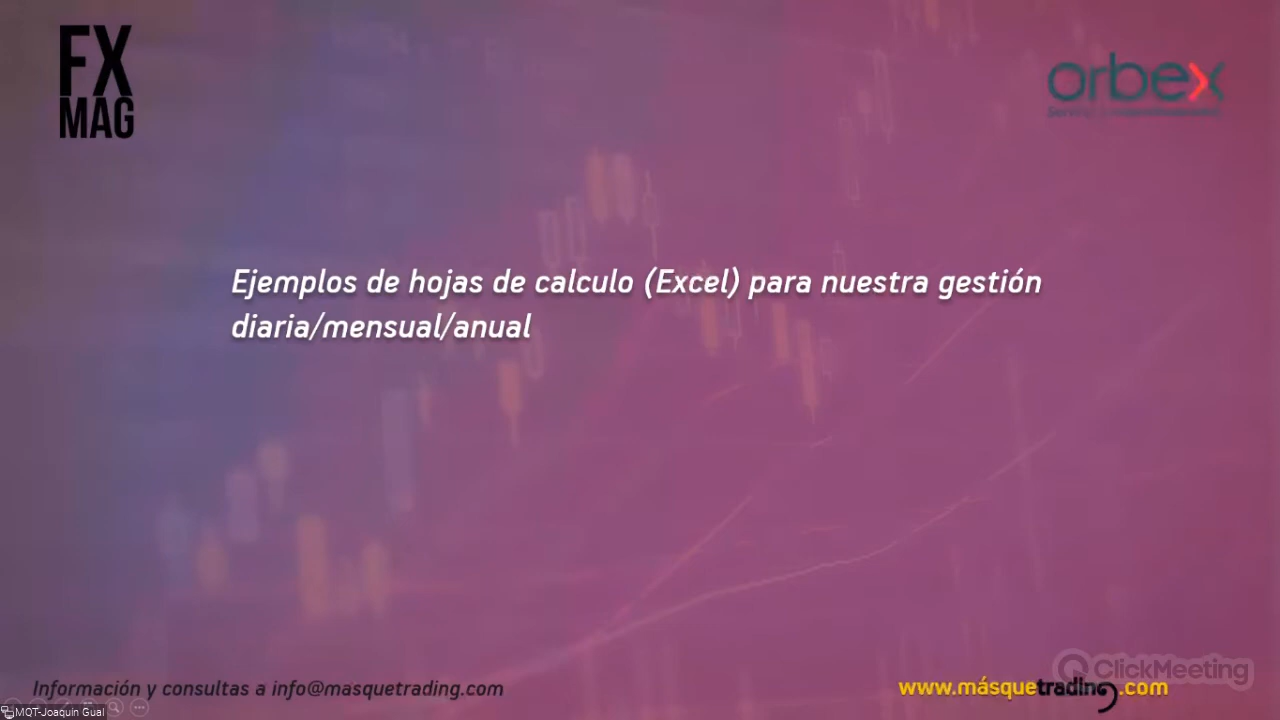 FX
MAG
orbex
Ejemplos de hojas de calculo (Excel) para nuestra gestión
diaria/mensual/anual
ClickMeeting
Información y consultas a info@masquetrading.com
www.másquetrading.com
MQT-Joaquin Gual